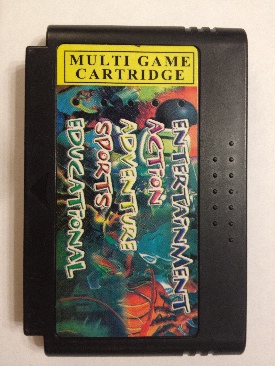 MULTI GAME
CARTRIDGE
ENTERTAINMENT
ACTION
ADVENTURE
SPORTS
EDUCATIONAL